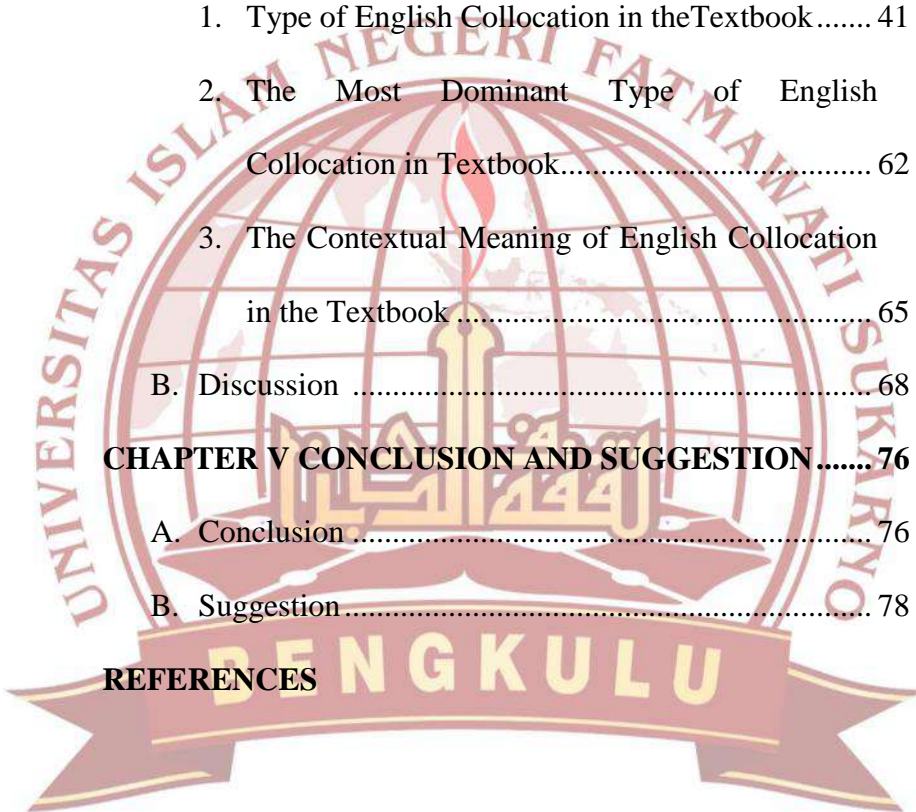 1. Type of English Collocation in theTextbook....... 41
2. The Most Dominant Type of English
Collocation in Textbook.................................... 62
3. The Contextual Meaning of English Collocation
in the Textbook ................................................ 65
B. Discussion ............................................................ 68
CHAPTER V CONCLUSION AND SUGGESTION....... 76
A. Conclusion ............................................................ 76
B. Suggestion ............................................................ 78
REFERENCES
UNIVERSITAS ISLAM NEGERI FATMAWATI SUKARNO
BENGKULU